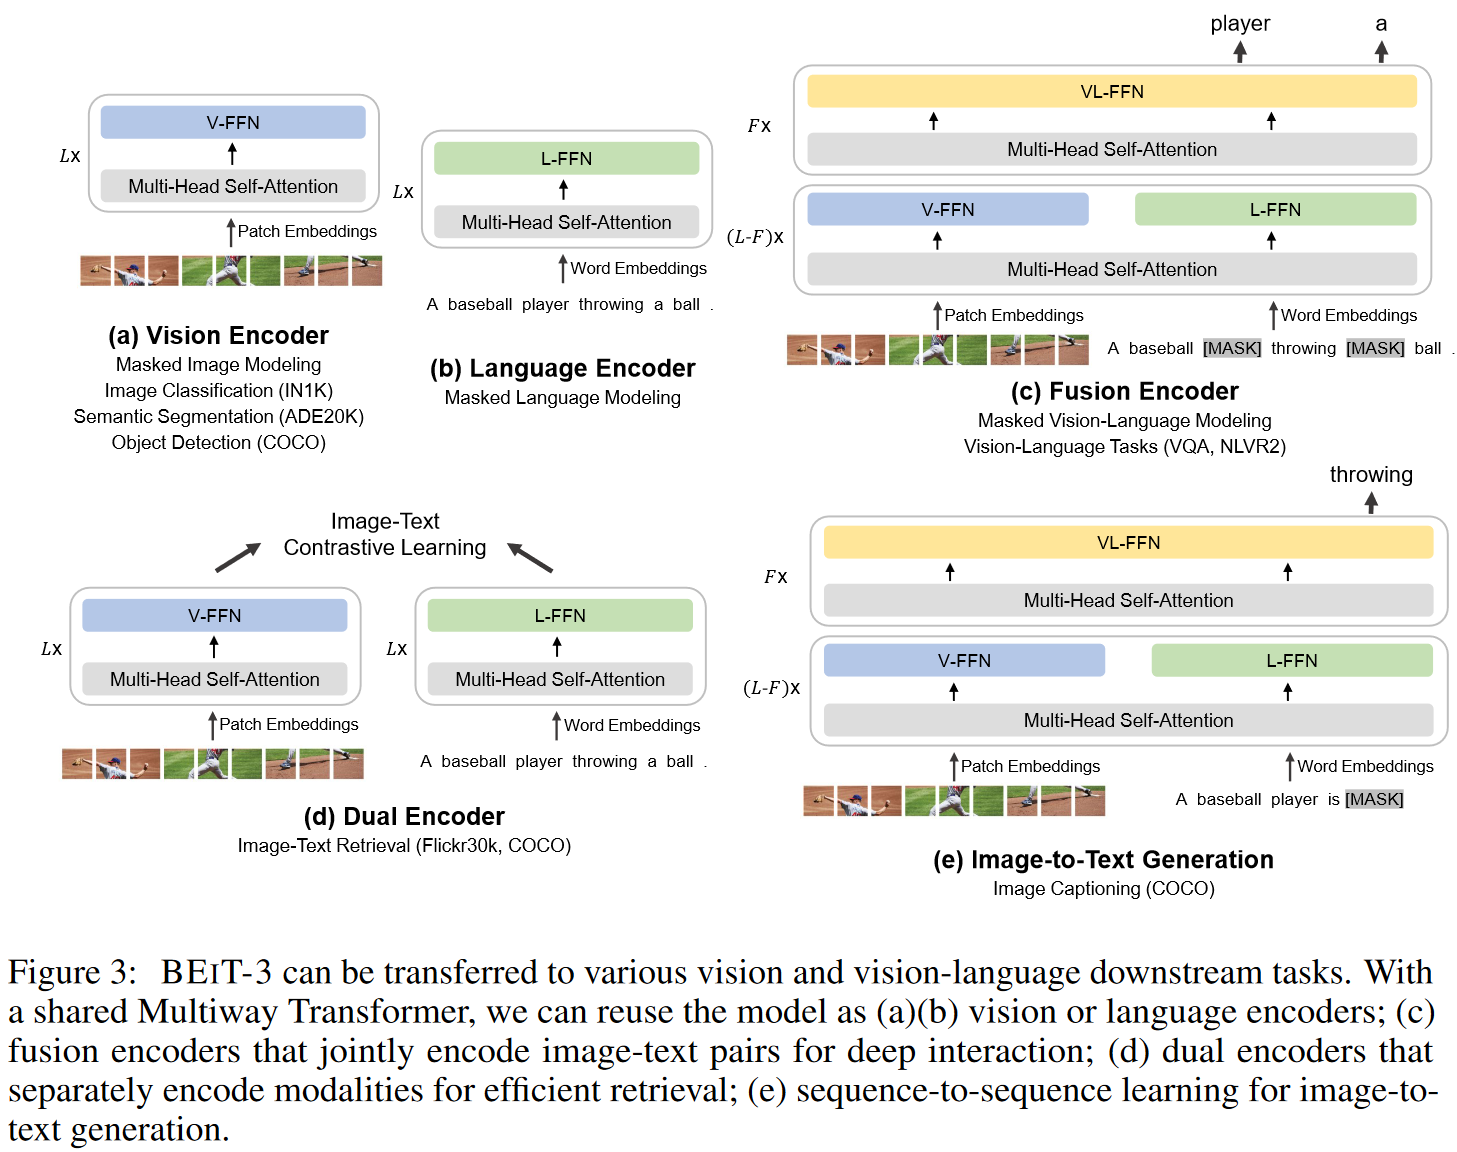 V-FFN
Lx
Multi-Head Self-Attention
Patch Embeddings
(a) Vision Encoder
Masked Image Modeling
Image Classification (IN1K)
Semantic Segmentation (ADE20K)
Object Detection (COCO)
L-FFN
Lx
Multi-Head Self-Attention
Word Embeddings
A baseball player throwing a ball .
(b) Language Encoder
Masked Language Modeling
player a
VL-FFN
Fx
Multi-Head Self-Attention
V-FFN L-FFN
(L-F)x
Multi-Head Self-Attention
Patch Embeddings Word Embeddings
A baseball [MASK] throwing [MASK] ball .
(c) Fusion Encoder
Masked Vision-Language Modeling
Vision-Language Tasks (VQA, NLVR2)
Image-Text
Contrastive Learning
V-FFN L-FFN
Lx Lx
Multi-Head Self-Attention Multi-Head Self-Attention
Patch Embeddings Word Embeddings
A baseball player throwing a ball .
(d) Dual Encoder
Image-Text Retrieval (Flickr30k, COCO)
throwing
VL-FFN
Fx
Multi-Head Self-Attention
V-FFN L-FFN
(L-F)x
Multi-Head Self-Attention
Patch Embeddings Word Embeddings
A baseball player is [MASK]
(e) Image-to-Text Generation
Image Captioning (COCO)
Figure 3: BEIT-3 can be transferred to various vision and vision-language downstream tasks. With
a shared Multiway Transformer, we can reuse the model as (a)(b) vision or language encoders; (c)
fusion encoders that jointly encode image-text pairs for deep interaction; (d) dual encoders that
separately encode modalities for efficient retrieval; (e) sequence-to-sequence learning for image-to-
text generation.